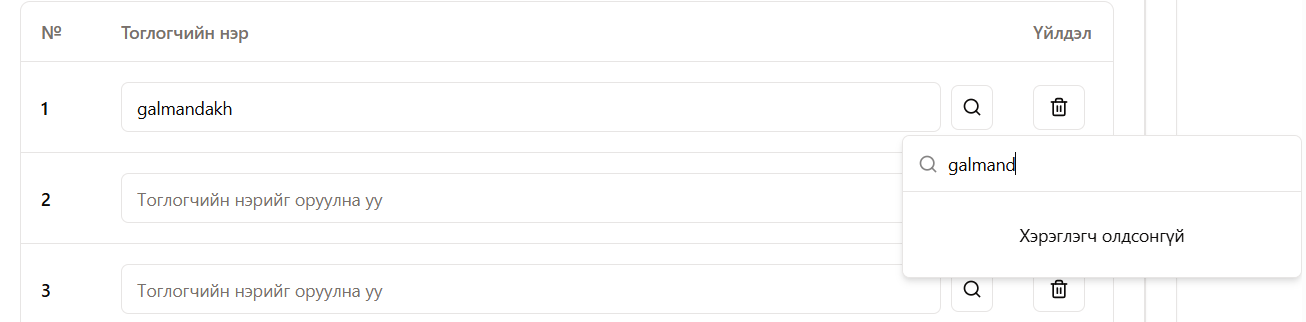 № Тоглогчийн нэр Үйлдэл
1 galmandakh
galmand
2 Тоглогчийн нэрийг оруулна уу
Хэрэглэгч олдсонгүй
3 Тоглогчийн нэрийг оруулна уу